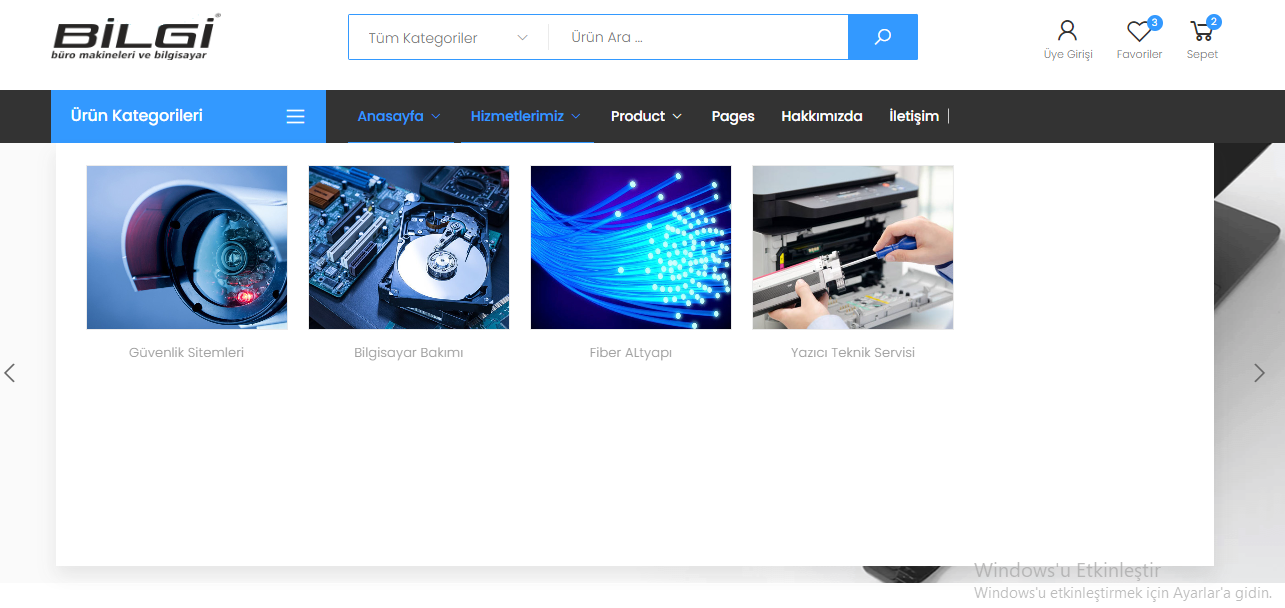 BİLGİ®
büro makineleri ve bilgisayar
Tüm Kategoriler
Ürün Ara ...
Üye Girişi
3
Favoriler
2
Sepet
Ürün Kategorileri
Anasayfa
Hizmetlerimiz
Product
Pages
Hakkımızda
İletişim
Güvenlik Sitemleri
Bilgisayar Bakımı
Fiber ALtyapı
Yazıcı Teknik Servisi
Windows'u Etkinleştir
Windows'u etkinleştirmek için Ayarlar'a gidin.